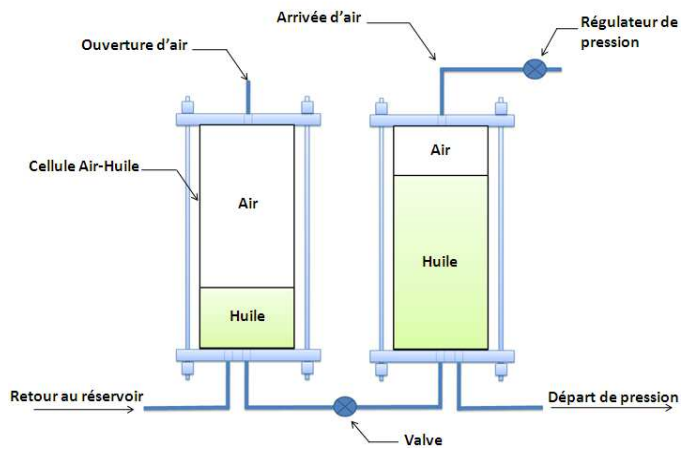 Arrivée d'air
Régulateur de
pression
Ouverture d'air
Air
Cellule Air-Huile
Air
Huile
Huile
Retour au réservoir
Départ de pression
Valve